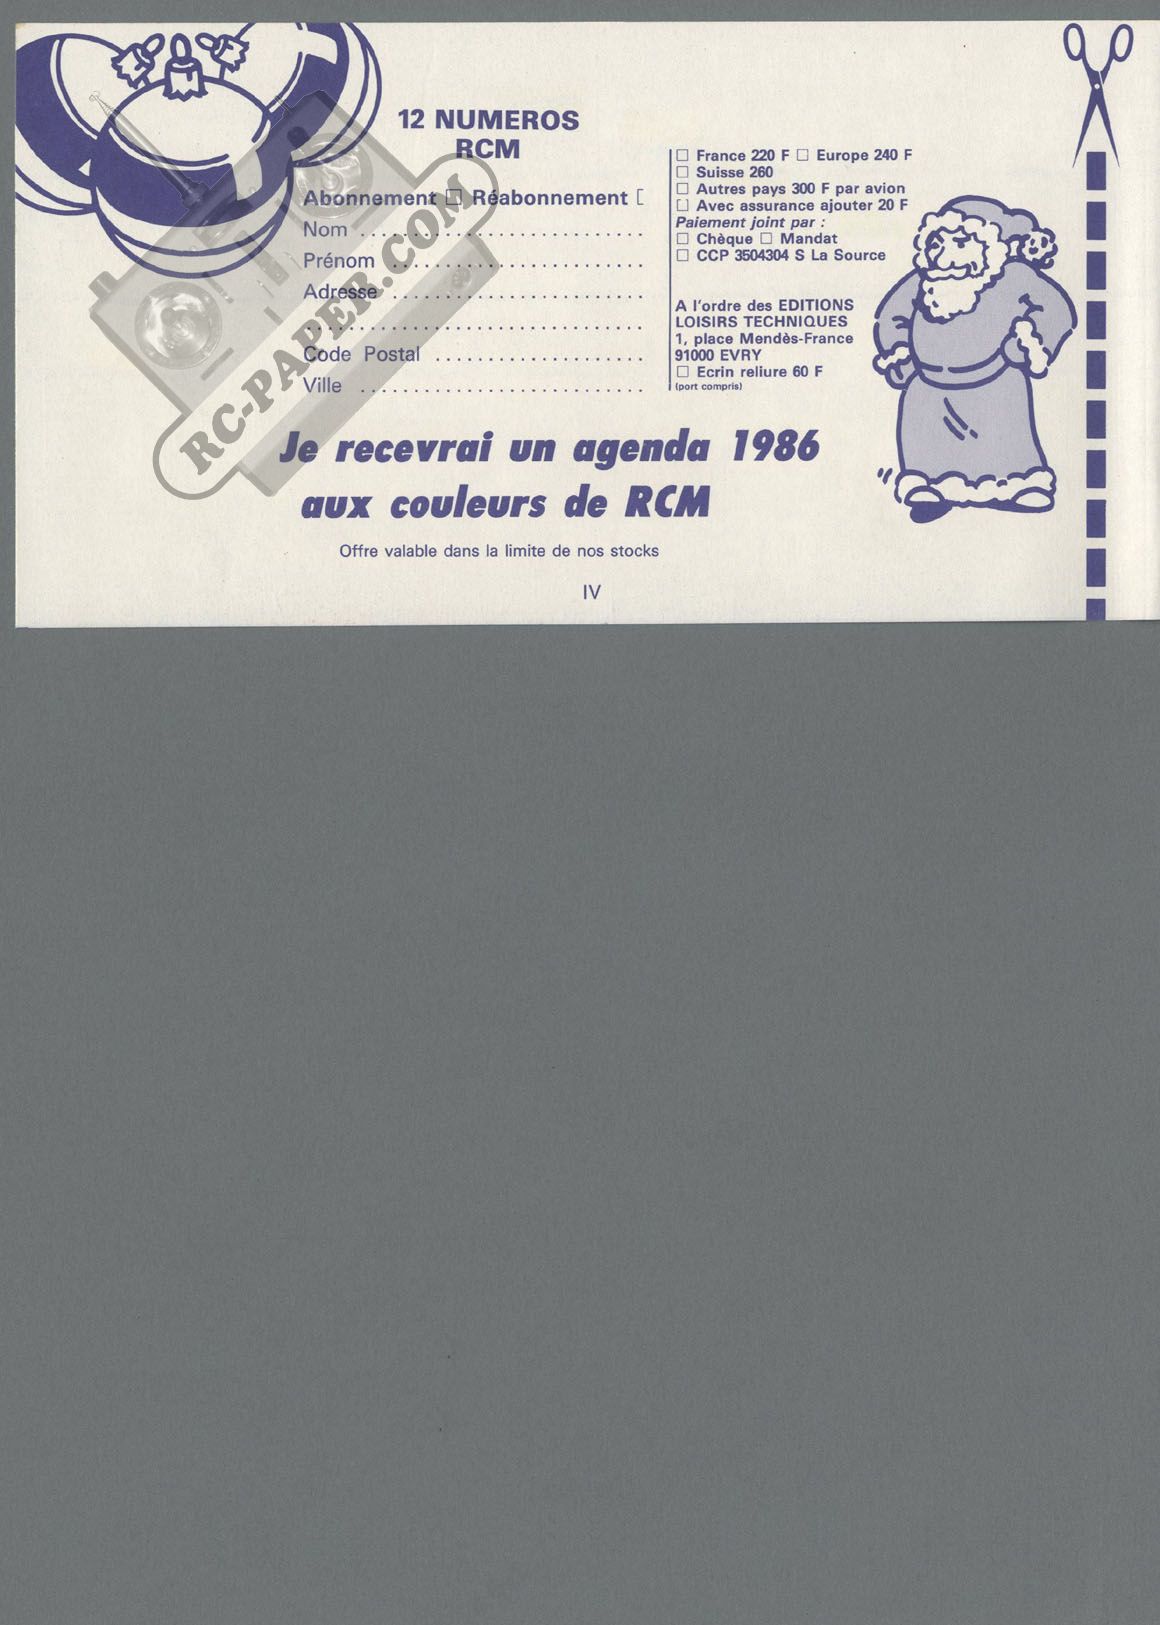 12 NUMEROS
RCM
Abonnement □ Réabonnement [
Nom ..............................
Prénom ..............................
Adresse ..............................
..............................
Code Postal ..............................
Ville ..............................
□ France 220 F □ Europe 240 F
□ Suisse 260
□ Autres pays 300 F par avion
□ Avec assurance ajouter 20 F
Paiement joint par :
□ Chèque □ Mandat
□ CCP 3504304 S La Source
A l'ordre des EDITIONS
LOISIRS TECHNIQUES
1, place Mendès-France
91000 EVRY
□ Ecrin reliure 60 F
(port compris)
Je recevrai un agenda 1986
aux couleurs de RCM
Offre valable dans la limite de nos stocks
IV
RC-PAPER.COM